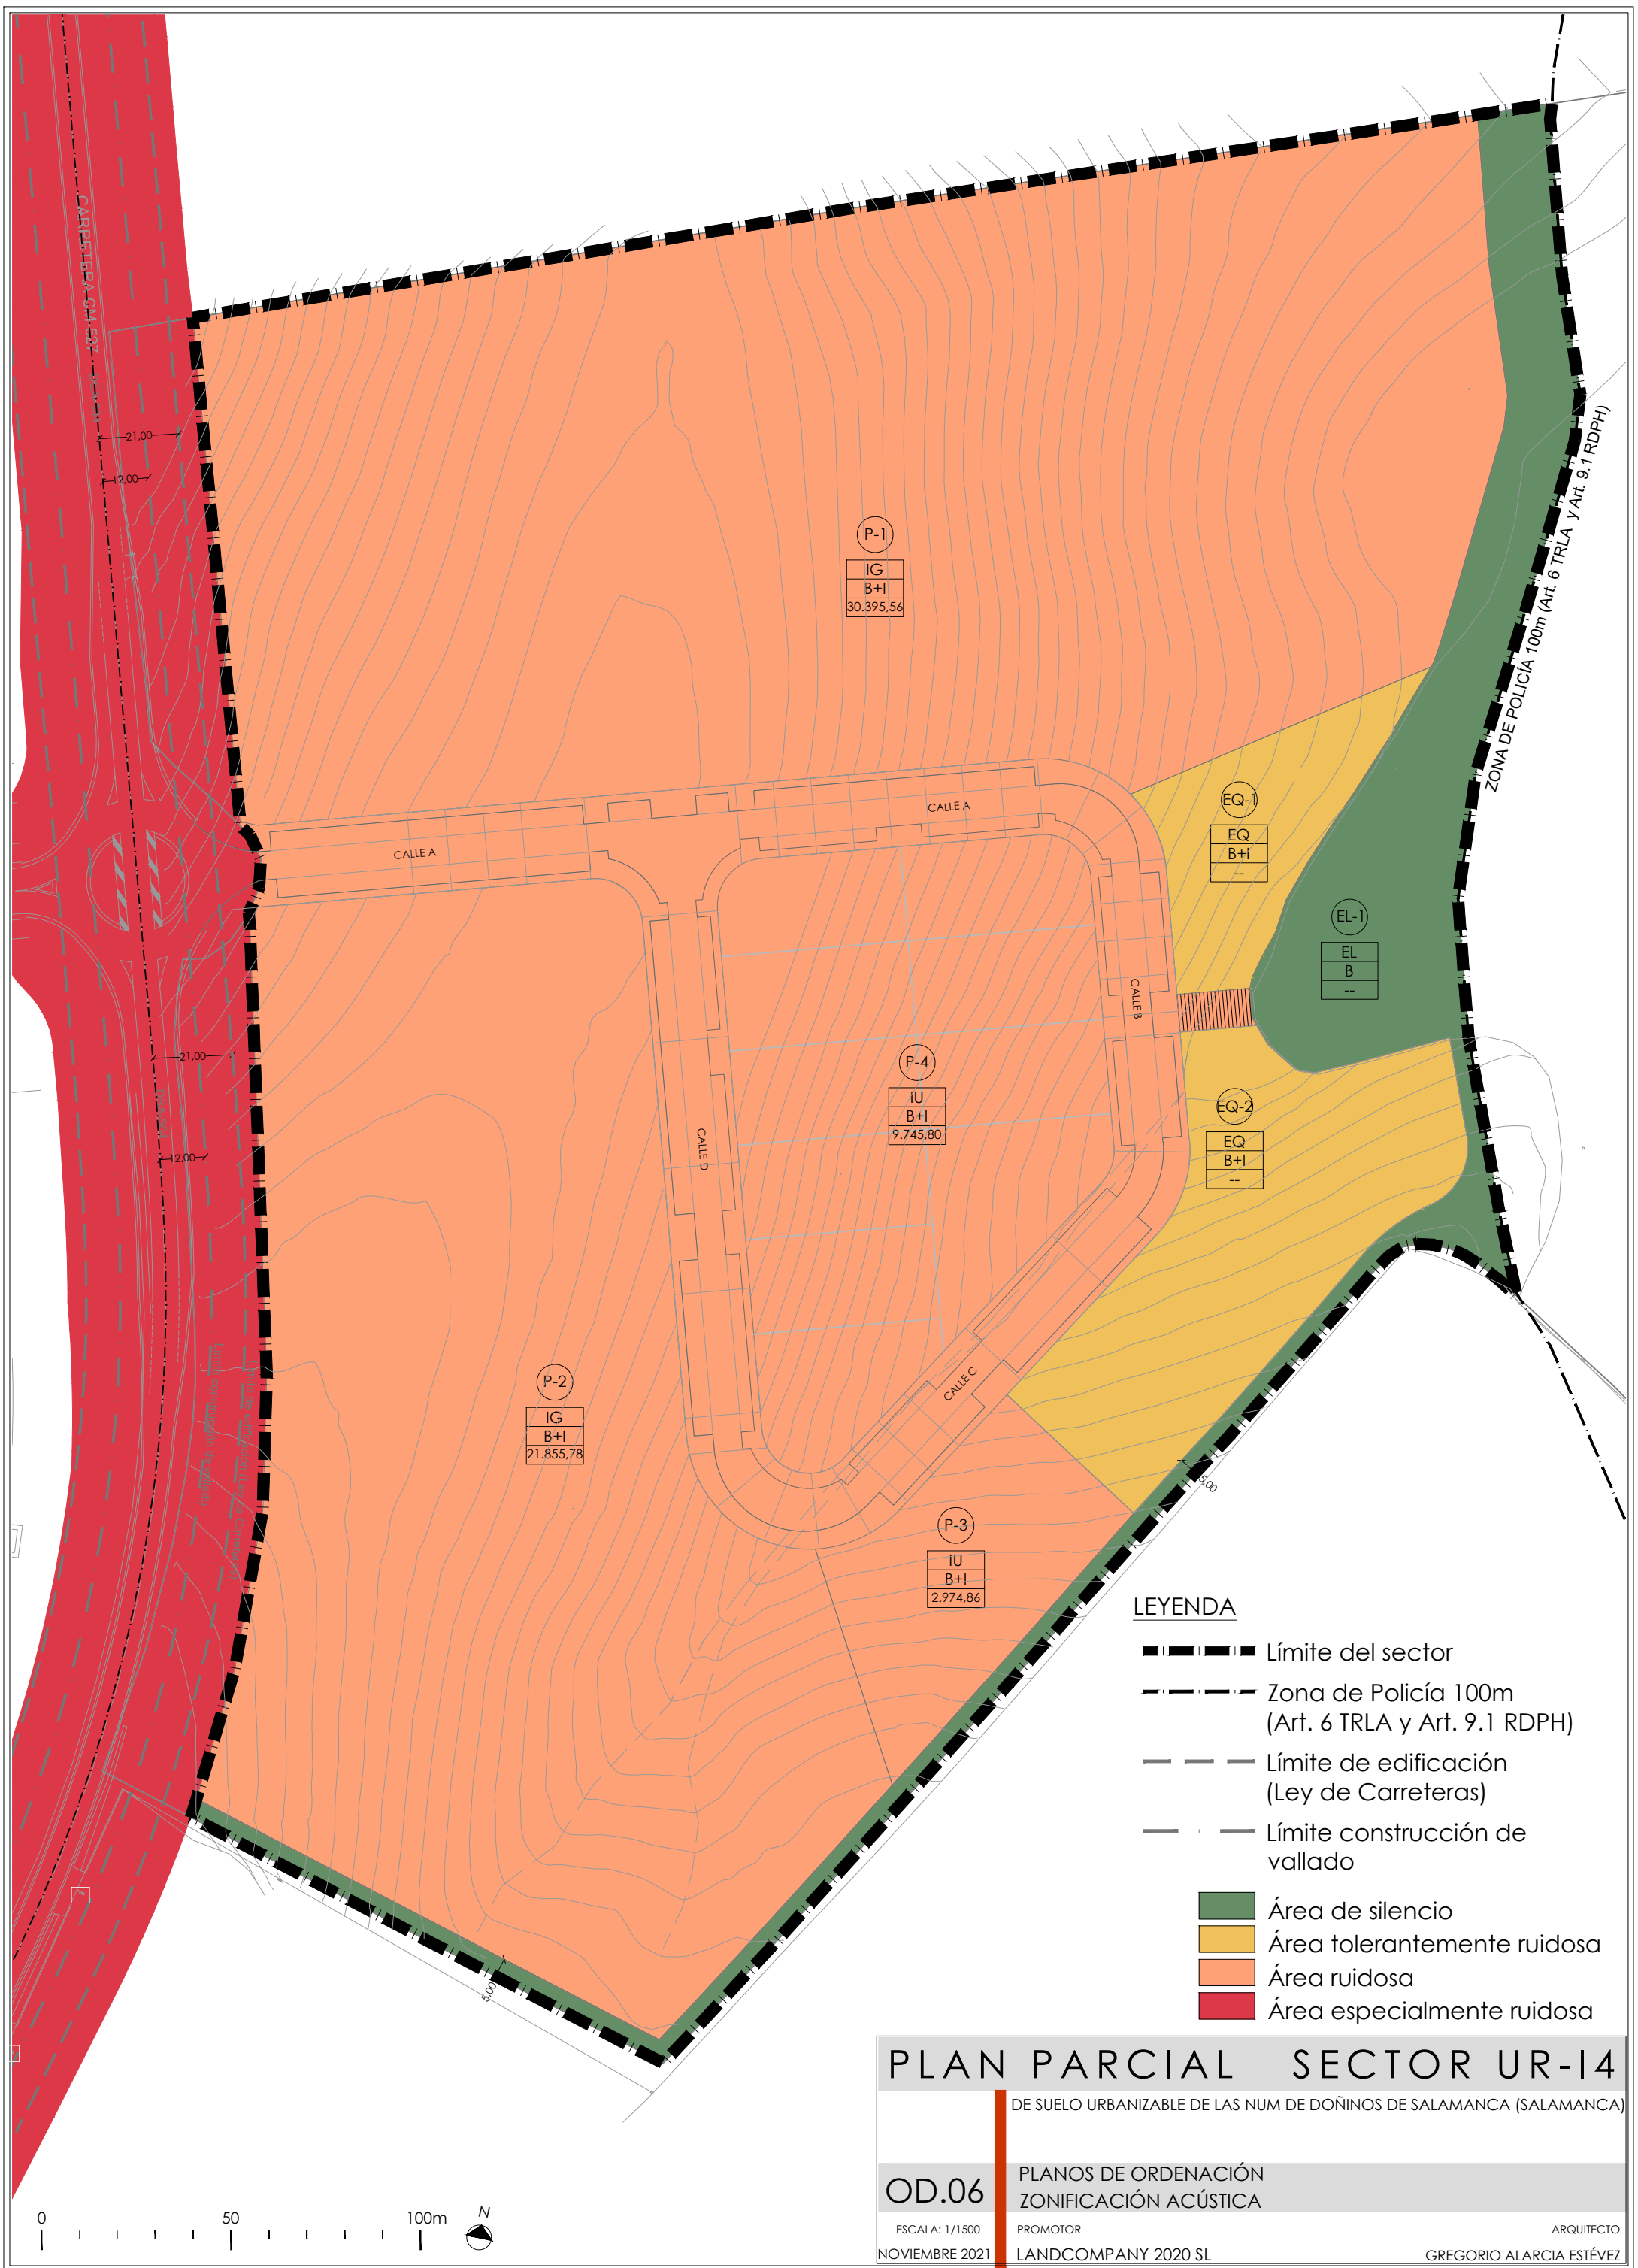 CARRETERA CM-527
21,00
12,00
P-1
IG
B+I
30.395,56
ZONA DE POLICÍA 100m (Art. 6 TRLA y Art. 9.1 RDPH)
CALLE A
CALLE A
EQ-1
EQ
B+i
--
EL-1
EL
B
--
CALLE B
21,00
P-4
iU
B+I
9.745,80
CALLE D
EQ-2
EQ
B+I
--
12,00
P-2
IG
B+I
21.855,78
CALLE C
5,00
P-3
IU
B+I
2.974,86
5,00
LEYENDA
Límite del sector
Zona de Policía 100m
(Art. 6 TRLA y Art. 9.1 RDPH)
Límite de edificación
(Ley de Carreteras)
Límite construcción de
vallado
Área de silencio
Área tolerantemente ruidosa
Área ruidosa
Área especialmente ruidosa
PLAN PARCIAL SECTOR UR-I4
DE SUELO URBANIZABLE DE LAS NUM DE DOÑINOS DE SALAMANCA (SALAMANCA)
OD.06
PLANOS DE ORDENACIÓN
ZONIFICACIÓN ACÚSTICA
ESCALA: 1/1500
PROMOTOR
ARQUITECTO
NOVIEMBRE 2021
LANDCOMPANY 2020 SL
GREGORIO ALARCIA ESTÉVEZ
0 50 100m
N